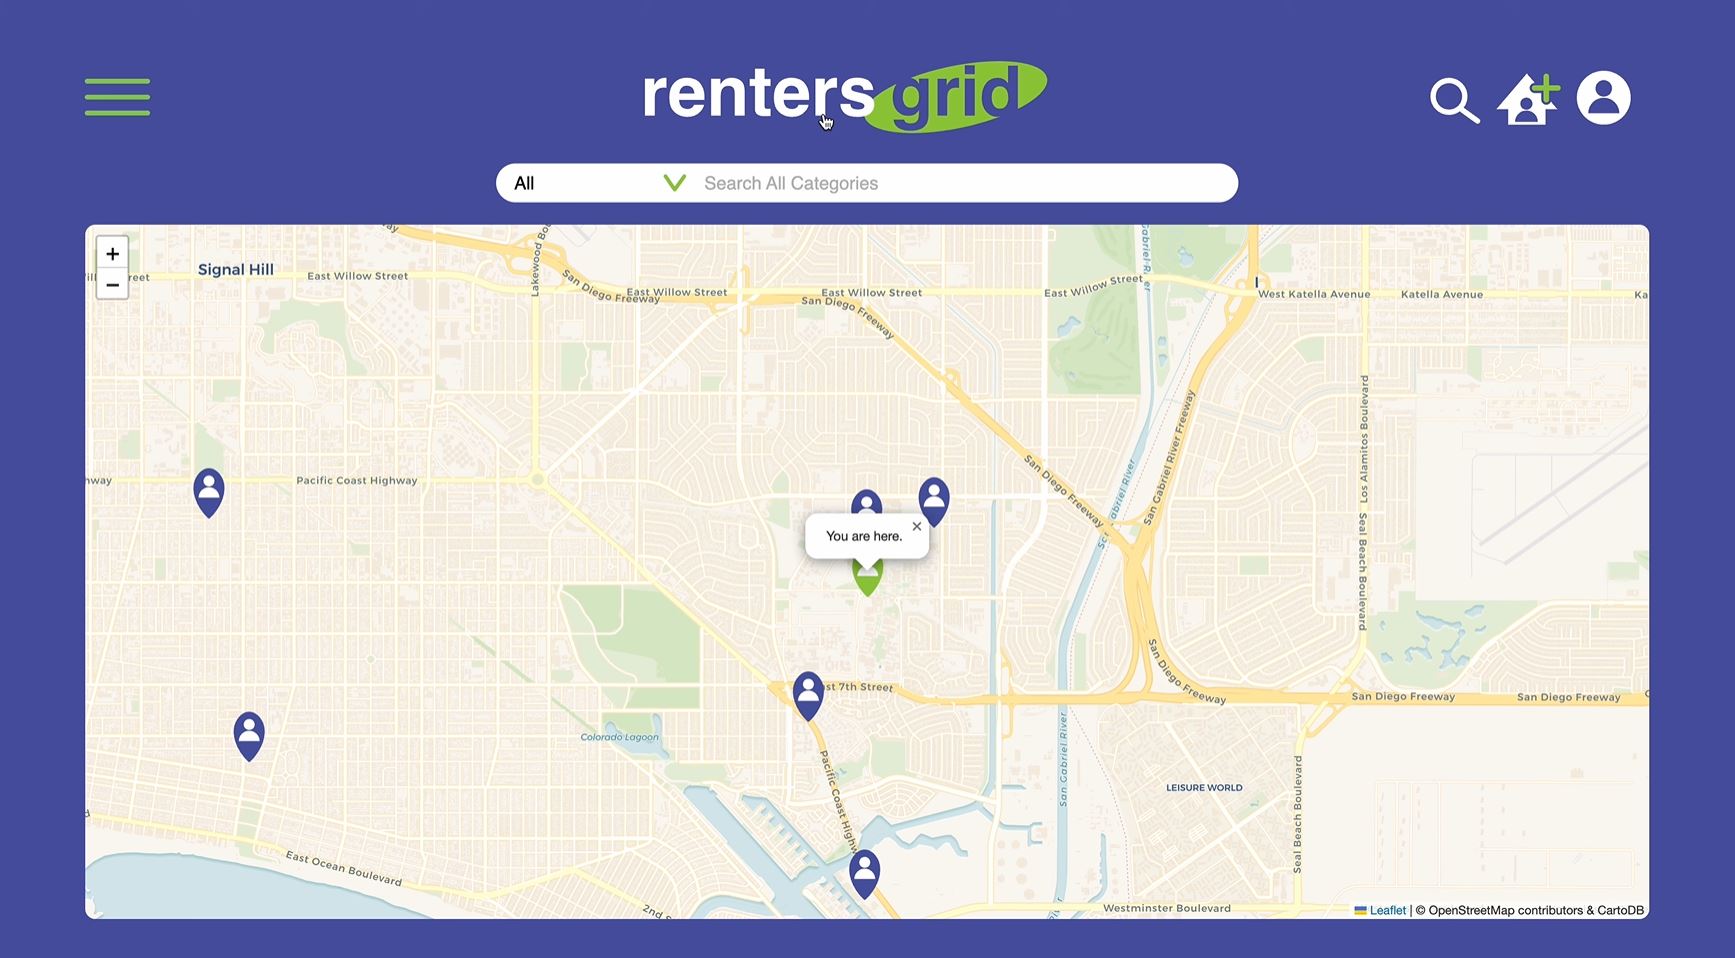 renters grid
All
Search All Categories
+
−
Signal Hill
East Willow Street
Lakewood
San Diego Freeway
East Willow Street
San Diego Freeway
East Willow Street
East Willow Street
West Katella Avenue
Katella Avenue
Pacific Coast Highway
San Diego Freeway
San Gabriel River Freeway
Los Alamitos Boulevard
Seal Beach Boulevard
You are here.
×
San Diego Freeway
7th Street
San Diego Freeway
San Diego Freeway
Colorado Lagoon
Pacific Coast
San Gabriel River
LEISURE WORLD
Seal Beach Boulevard
East Ocean Boulevard
2nd
Westminster Boulevard
Leaflet | © OpenStreetMap contributors & CartoDB